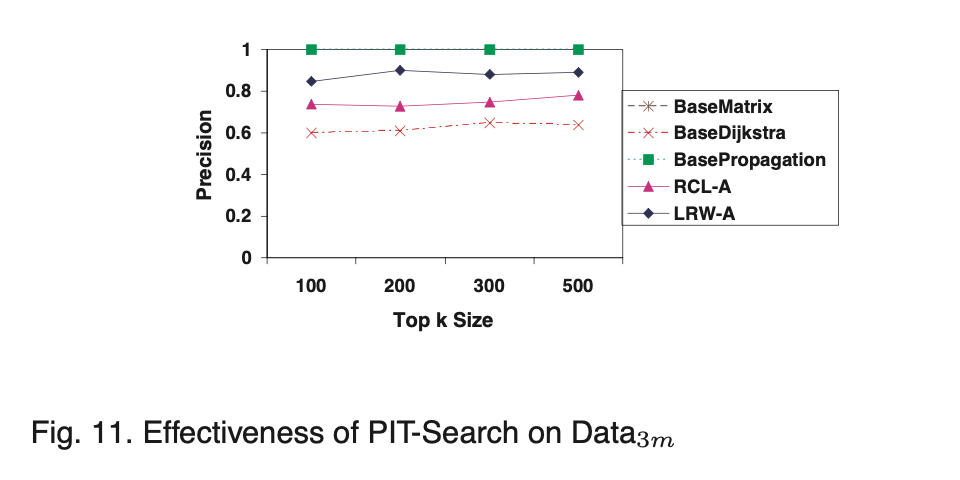 1
0.8
0.6
0.4
0.2
0
Precision
100 200 300 500
Top k Size
BaseMatrix
BaseDijkstra
BasePropagation
RCL-A
LRW-A
Fig. 11. Effectiveness of PIT-Search on Data3m